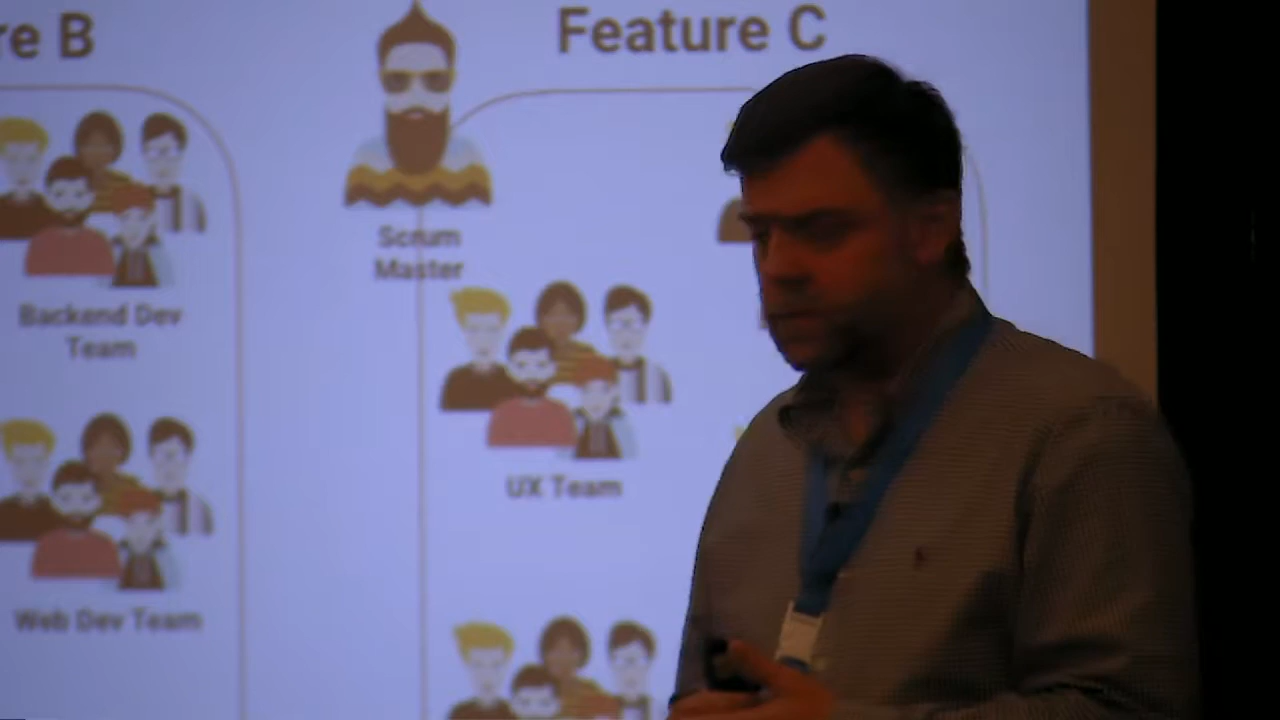 re B
Feature C
Scrum
Master
Backend Dev
Team
UX Team
Web Dev Team